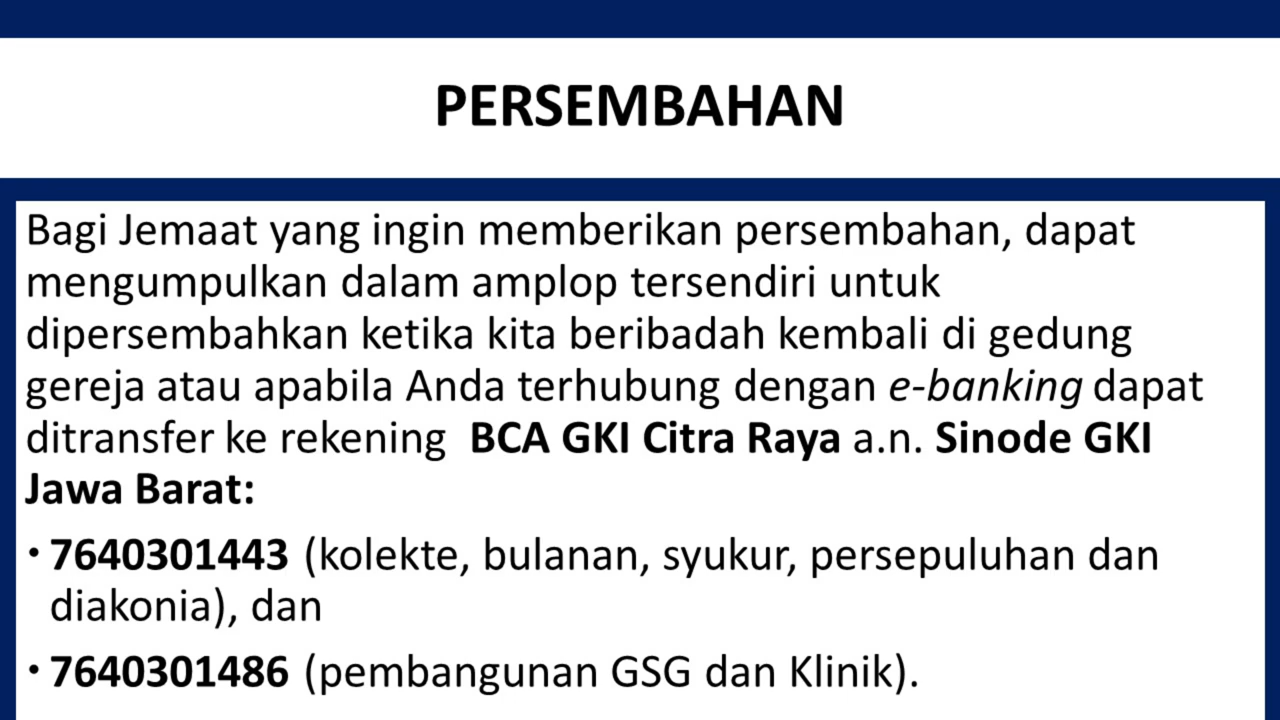 PERSEMBAHAN
Bagi Jemaat yang ingin memberikan persembahan, dapat
mengumpulkan dalam amplop tersendiri untuk
dipersembahkan ketika kita beribadah kembali di gedung
gereja atau apabila Anda terhubung dengan e-banking dapat
ditransfer ke rekening  BCA GKI Citra Raya a.n. Sinode GKI
Jawa Barat:
• 7640301443 (kolekte, bulanan, syukur, persepuluhan dan
diakonia), dan
• 7640301486 (pembangunan GSG dan Klinik).